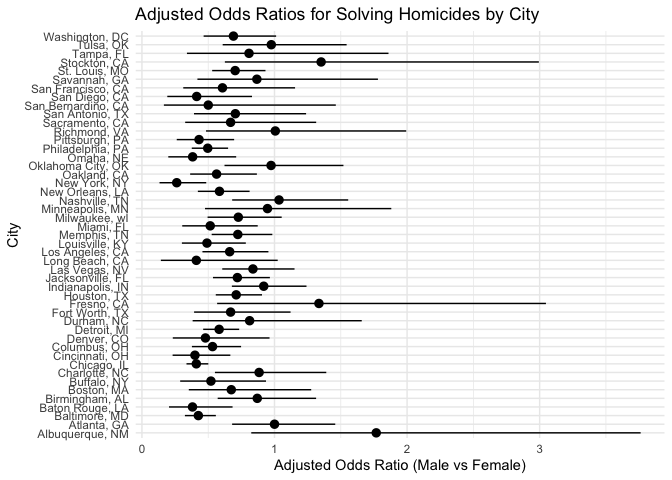 Adjusted Odds Ratios for Solving Homicides by City
Washington, DC
Tulsa, OK
Tampa, FL
Stockton, CA
St. Louis, MO
Savannah, GA
San Francisco, CA
San Diego, CA
San Bernardino, CA
San Antonio, TX
Sacramento, CA
Richmond, VA
Pittsburgh, PA
Philadelphia, PA
Omaha, NE
Oklahoma City, OK
Oakland, CA
New York, NY
New Orleans, LA
Nashville, TN
Minneapolis, MN
Milwaukee, wI
Miami, FL
Memphis, TN
Louisville, KY
Los Angeles, CA
Long Beach, CA
Las Vegas, NV
Jacksonville, FL
Indianapolis, IN
Houston, TX
Fresno, CA
Fort Worth, TX
Durham, NC
Detroit, MI
Denver, CO
Columbus, OH
Cincinnati, OH
Chicago, IL
Charlotte, NC
Buffalo, NY
Boston, MA
Birmingham, AL
Baton Rouge, LA
Baltimore, MD
Atlanta, GA
Albuquerque, NM
City
0 1 2 3
Adjusted Odds Ratio (Male vs Female)